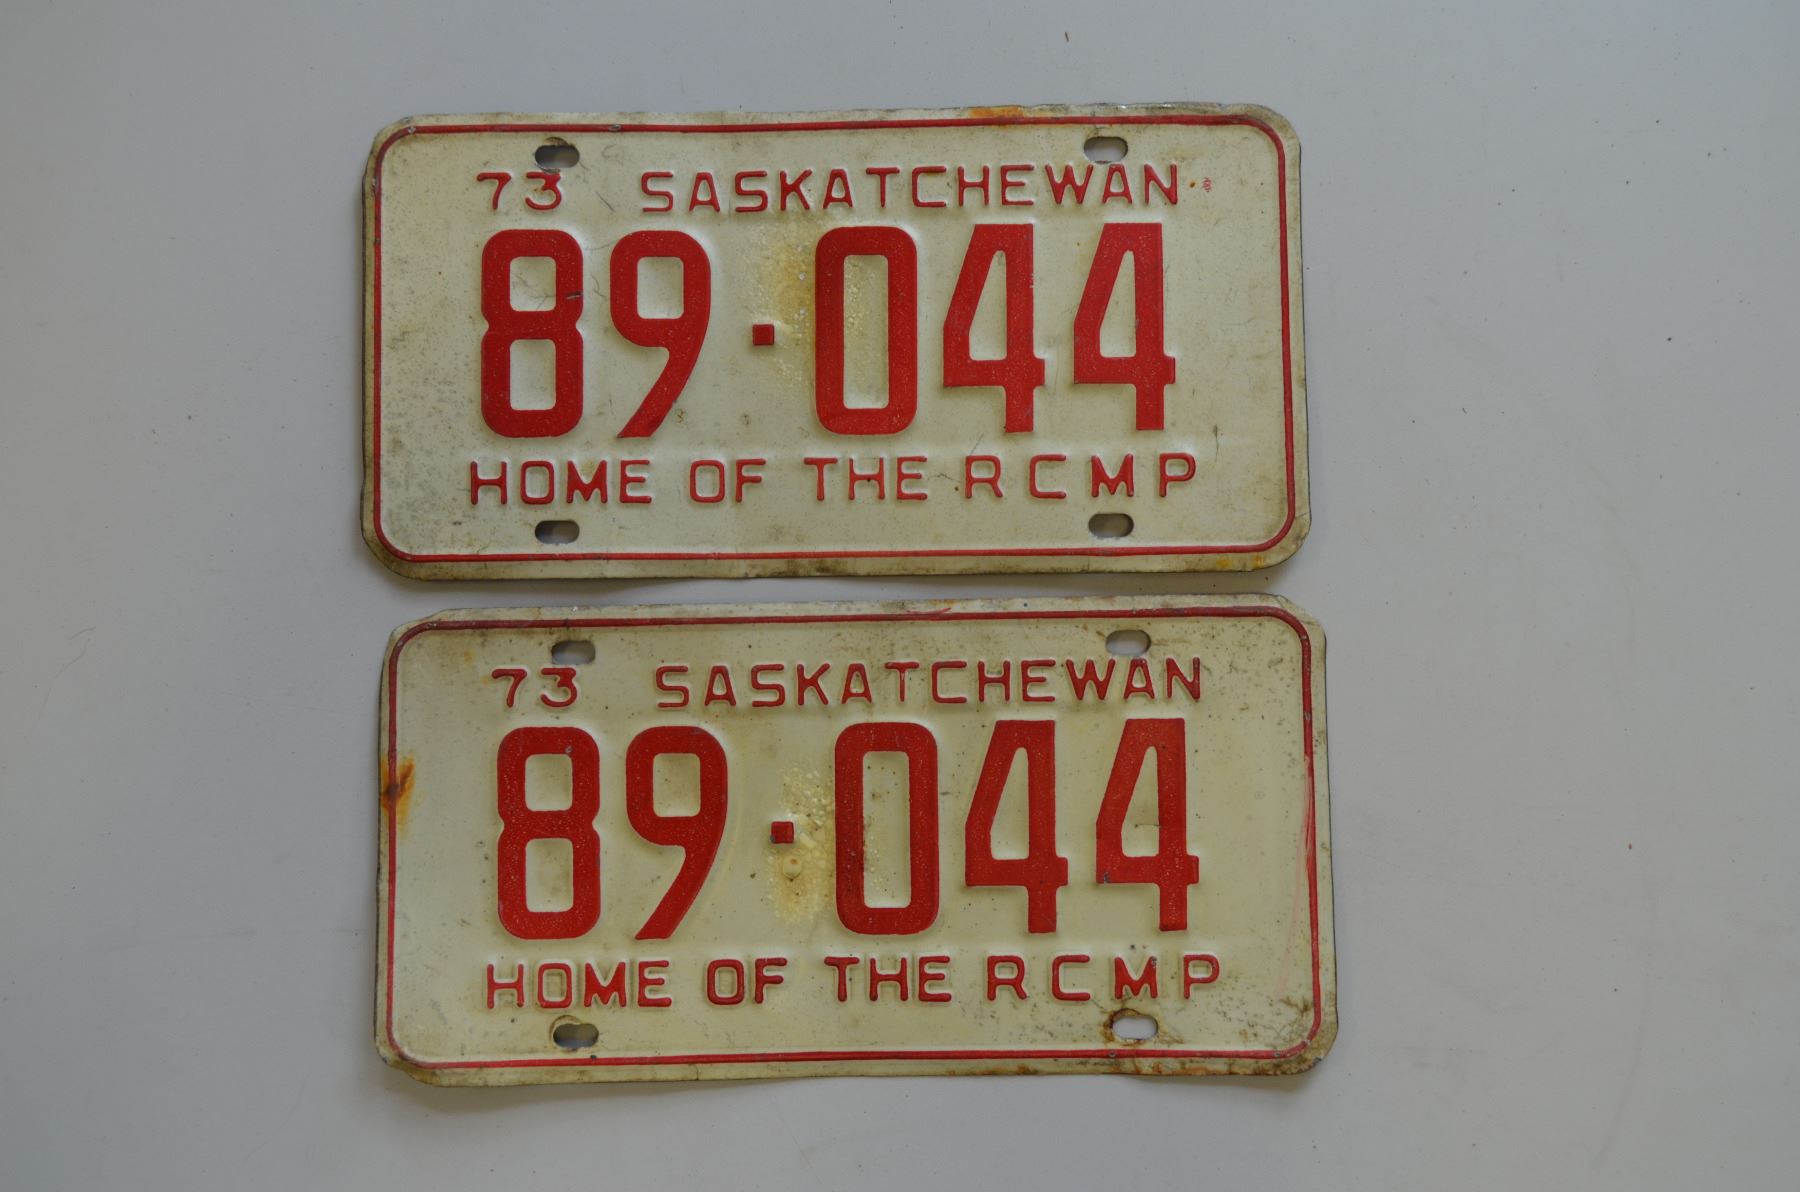 73 SASKATCHEWAN
89·044
HOME OF THE RCMP
73 SASKATCHEWAN
89·044
HOME OF THE RCMP